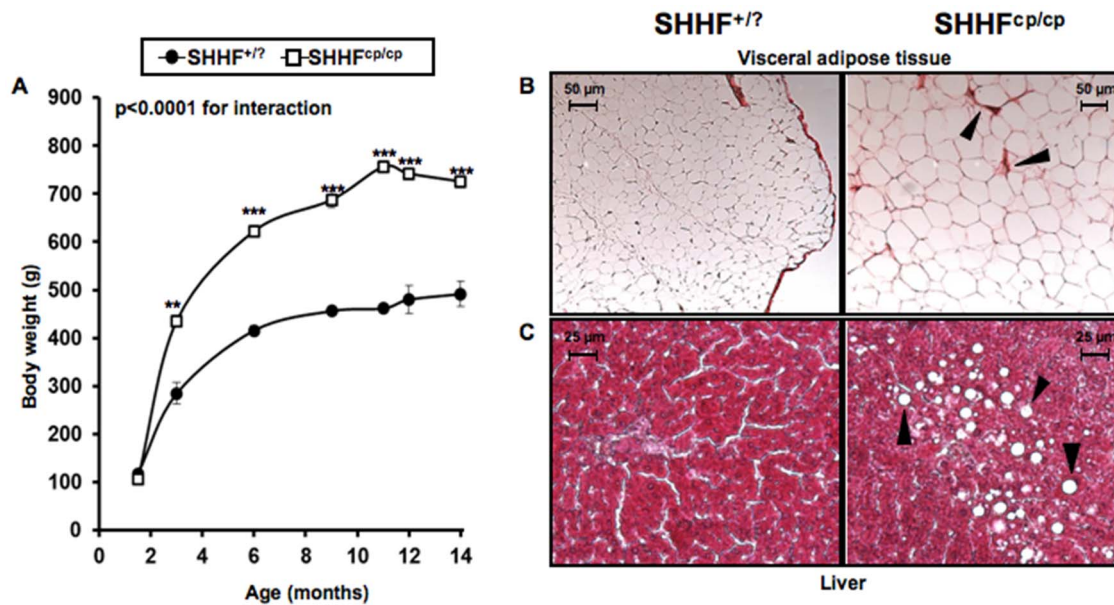 SHHF+/? SHHFcp/cp
A
p<0.0001 for interaction
900
800
700
600
500
400
300
200
100
0
Body weight (g)
** *** *** *** *** ***
0 2 4 6 8 10 12 14
Age (months)
SHHF+/? SHHFcp/cp
Visceral adipose tissue
B
50 µm 50 µm
C
25 µm 25 µm
Liver